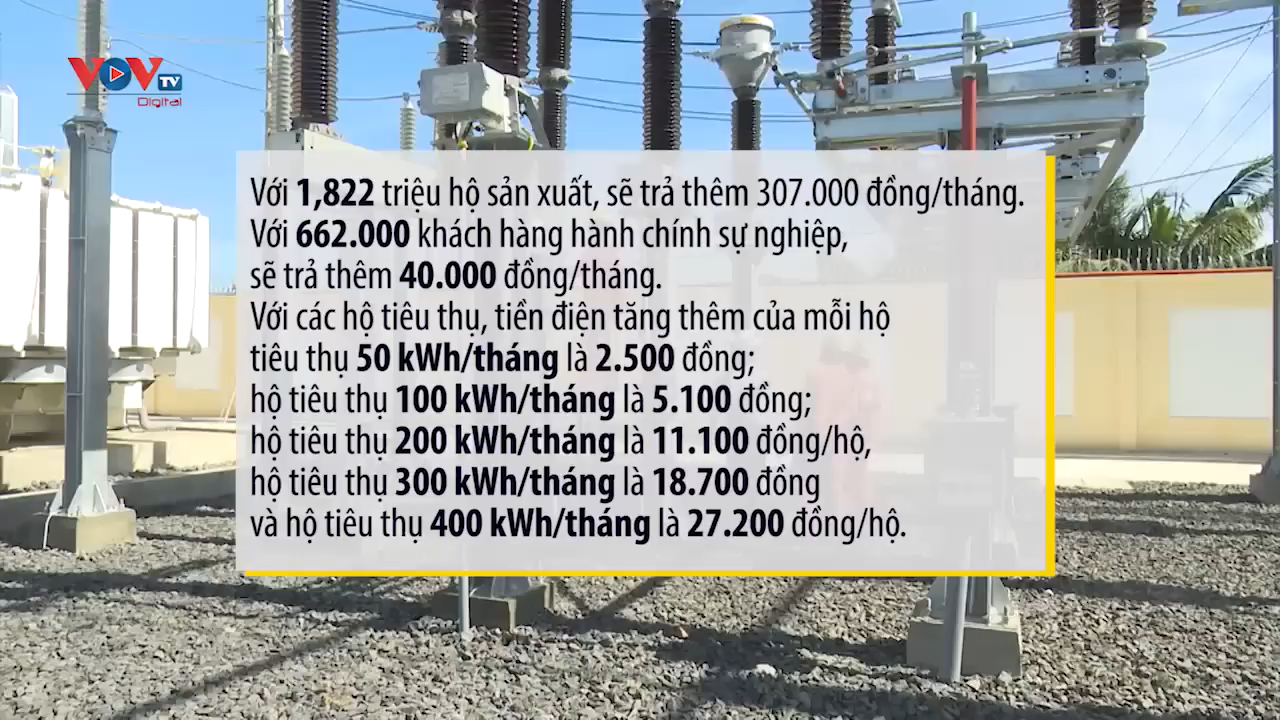 VOV TV
Digital
Với 1,822 triệu hộ sản xuất, sẽ trả thêm 307.000 đồng/tháng.
Với 662.000 khách hàng hành chính sự nghiệp,
sẽ trả thêm 40.000 đồng/tháng.
Với các hộ tiêu thụ, tiền điện tăng thêm của mỗi hộ
tiêu thụ 50 kWh/tháng là 2.500 đồng;
hộ tiêu thụ 100 kWh/tháng là 5.100 đồng;
hộ tiêu thụ 200 kWh/tháng là 11.100 đồng/hộ,
hộ tiêu thụ 300 kWh/tháng là 18.700 đồng
và hộ tiêu thụ 400 kWh/tháng là 27.200 đồng/hộ.